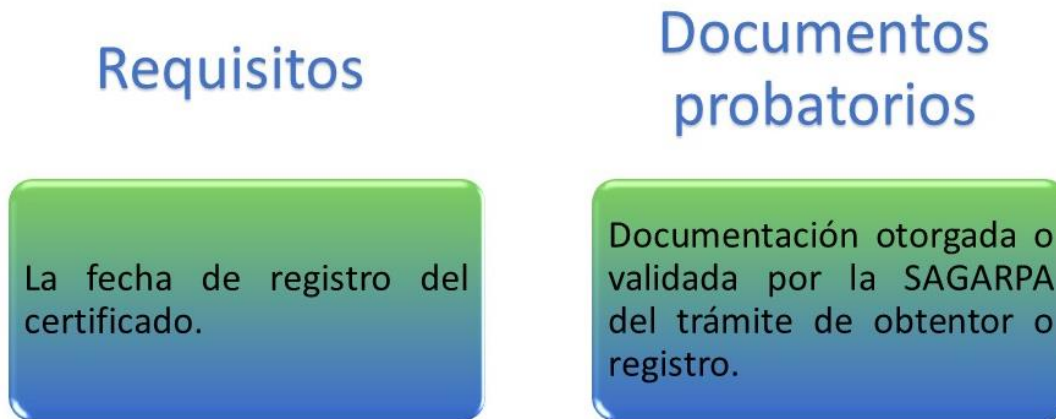 Requisitos
Documentos
probatorios
La fecha de registro del
certificado.
Documentación otorgada o
validada por la SAGARPA
del trámite de obtentor o
registro.